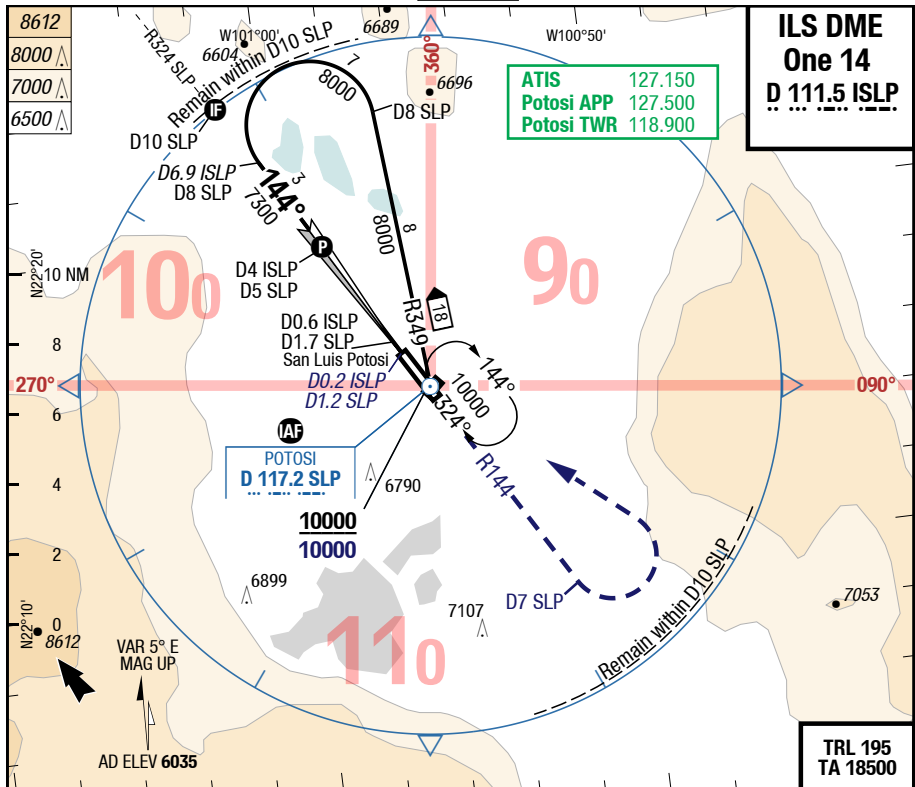 8612
8000
7000
6500
R324 SLP
W101°00'
6604
6689
360°
6696
W100°50'
ILS DME
One 14
D 111.5 ISLP
ATIS 127.150
Potosi APP 127.500
Potosi TWR 118.900
Remain within D10 SLP
IF
D10 SLP
7
8000
D8 SLP
D6.9 ISLP
D8 SLP
3
144°
7300
P
D4 ISLP
D5 SLP
8
8000
R349
18
N22°20'
10 NM
100
90
8
6
4
2
0
D0.6 ISLP
D1.7 SLP
San Luis Potosi
D0.2 ISLP
D1.2 SLP
270°
090°
144°
10000
324°
IAF
POTOSI
D 117.2 SLP
6790
R144
10000
10000
6899
7107
D7 SLP
7053
Remain within D10 SLP
110
N22°10'
8612
VAR 5° E
MAG UP
AD ELEV 6035
TRL 195
TA 18500